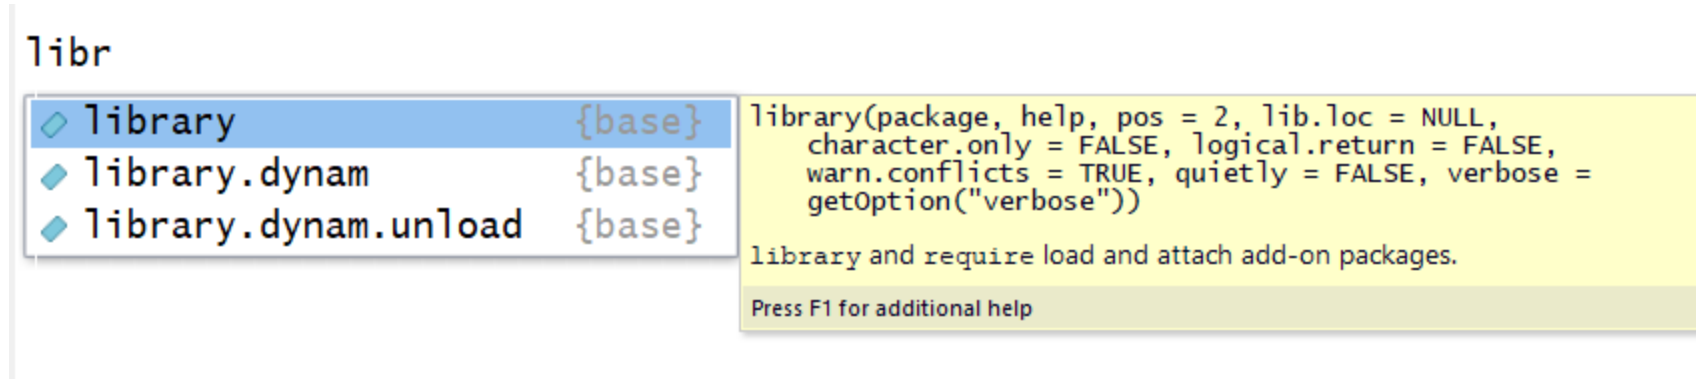 libr
library {base}
library.dynam {base}
library.dynam.unload {base}
library(package, help, pos = 2, lib.loc = NULL,
character.only = FALSE, logical.return = FALSE,
warn.conflicts = TRUE, quietly = FALSE, verbose =
getOption("verbose"))
library and require load and attach add-on packages.
Press F1 for additional help